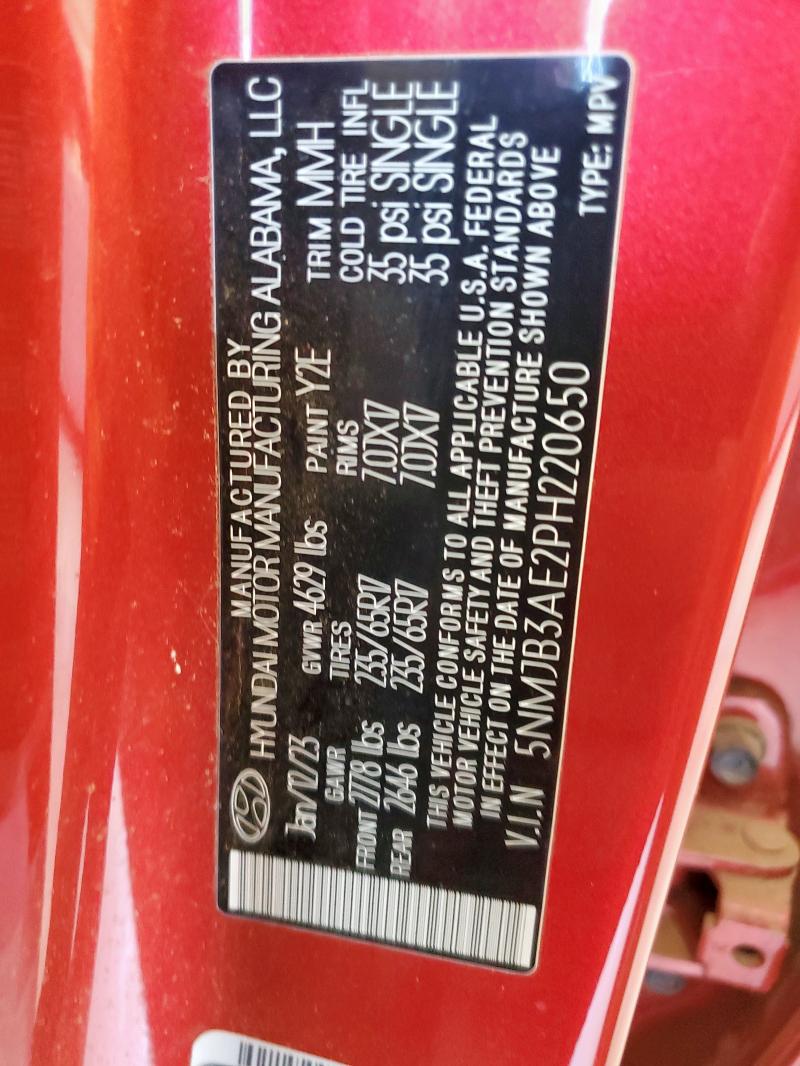 MANUFACTURED BY
HYUNDAI MOTOR MANUFACTURING ALABAMA, LLC
Jan/12/23 GVWR 4629 lbs PAINT Y2E TRIM MMH
GAWR TIRES RIMS COLD TIRE INFL
FRONT 2778 lbs 235/65R17 7.0JX17 35 psi SINGLE
REAR 2646 lbs 235/65R17 7.0JX17 35 psi SINGLE
THIS VEHICLE CONFORMS TO ALL APPLICABLE U.S.A. FEDERAL
MOTOR VEHICLE SAFETY AND THEFT PREVENTION STANDARDS
IN EFFECT ON THE DATE OF MANUFACTURE SHOWN ABOVE
V.I.N 5NMJB3AE2PH220650 TYPE: MPV